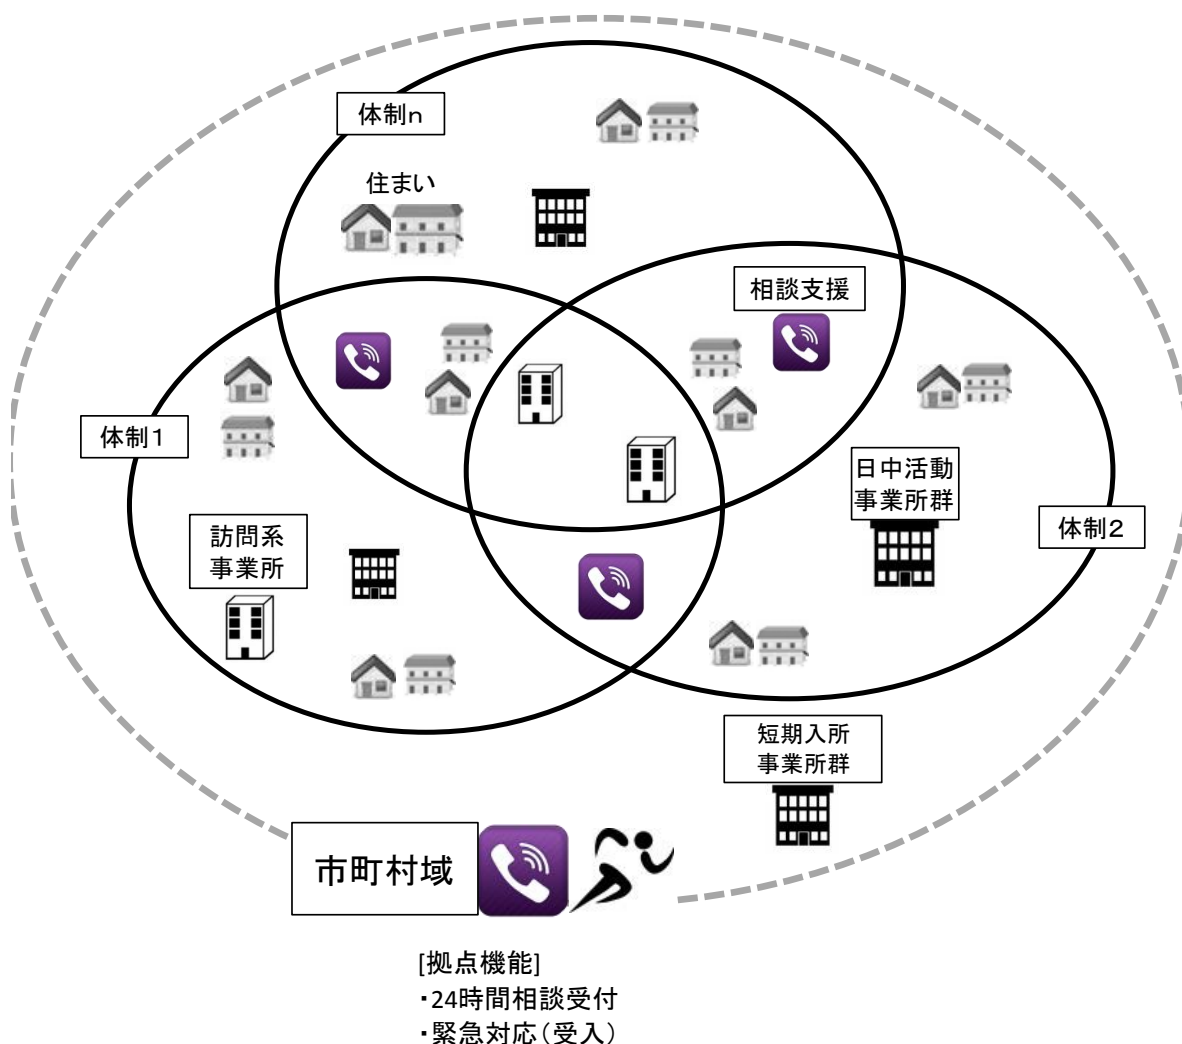 体制n
住まい
相談支援
体制1
日中活動
事業所群
訪問系
事業所
体制2
短期入所
事業所群
市町村域
[拠点機能]
・24時間相談受付
・緊急対応(受入)